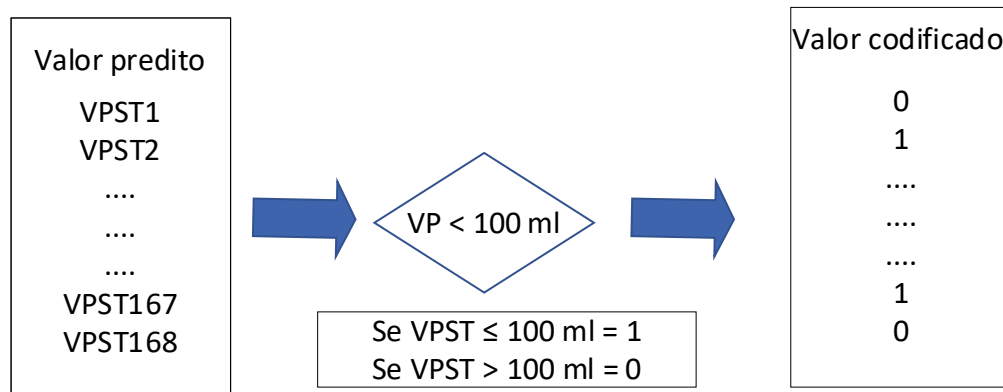 Valor predito
VPST1
VPST2
....
....
....
VPST167
VPST168
VP < 100 ml
Se VPST ≤ 100 ml = 1
Se VPST > 100 ml = 0
Valor codificado
0
1
....
....
....
1
0